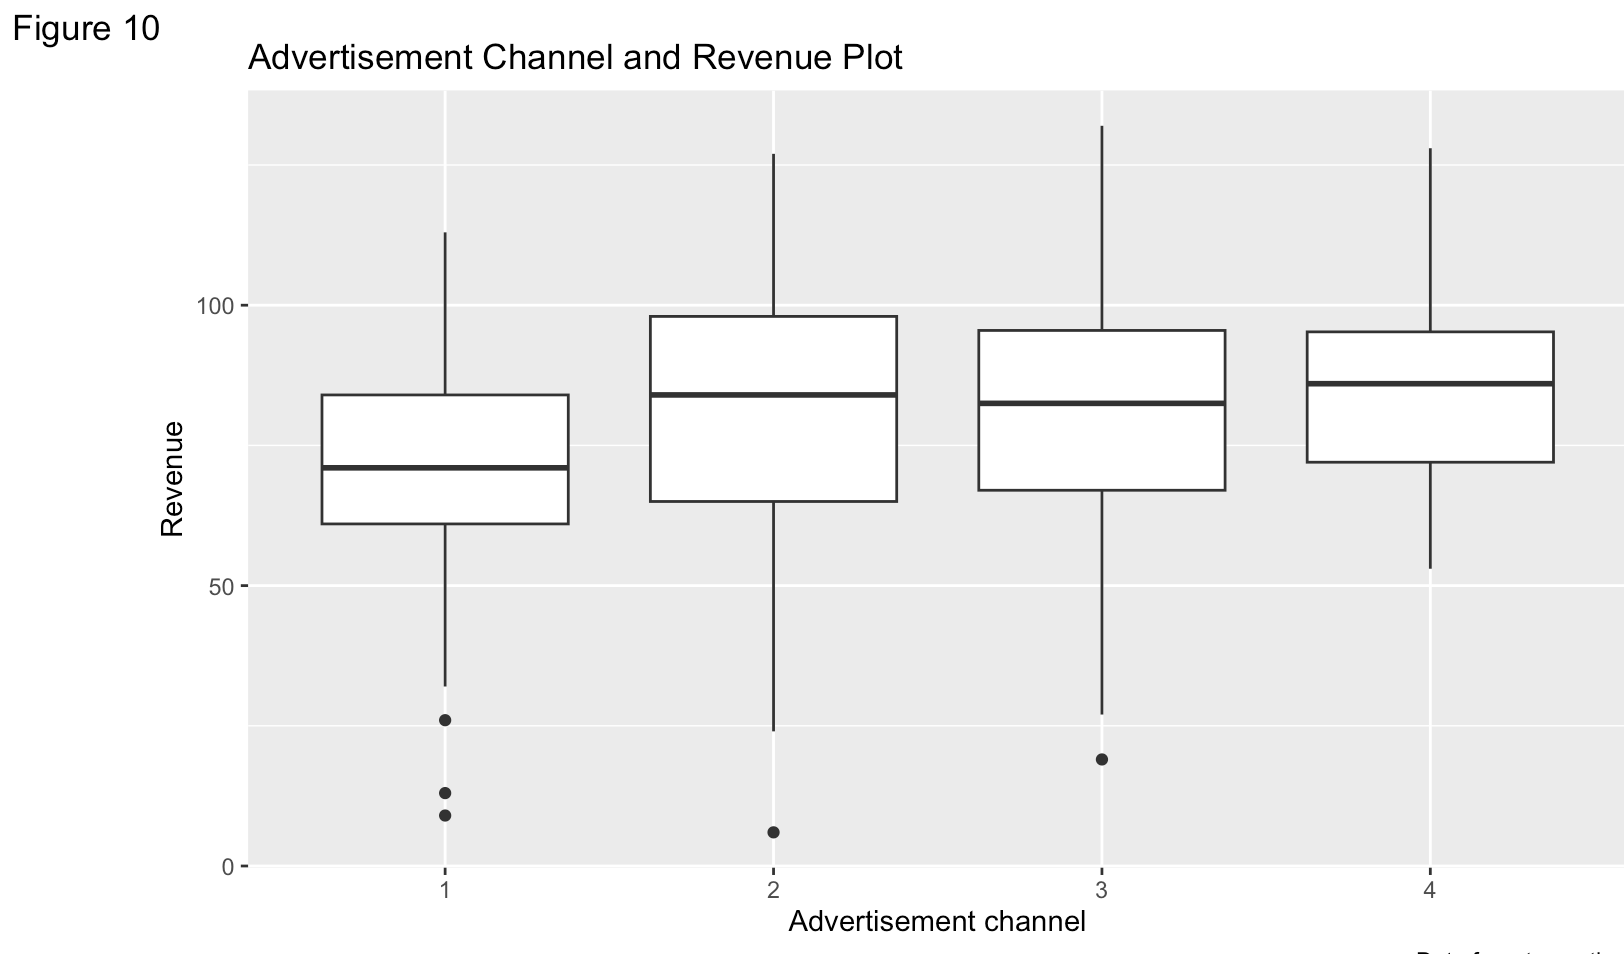 Figure 10
Advertisement Channel and Revenue Plot
Revenue
100
50
0
1 2 3 4
Advertisement channel